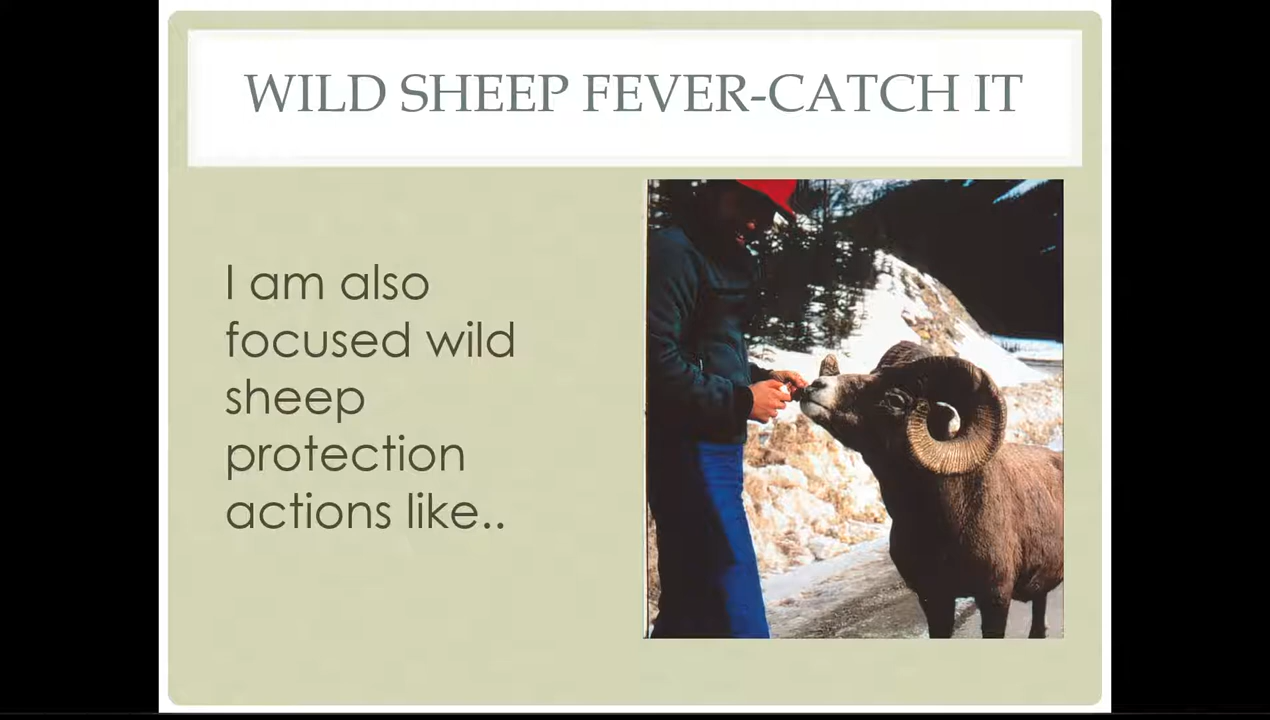 WILD SHEEP FEVER-CATCH IT
I am also
focused wild
sheep
protection
actions like..